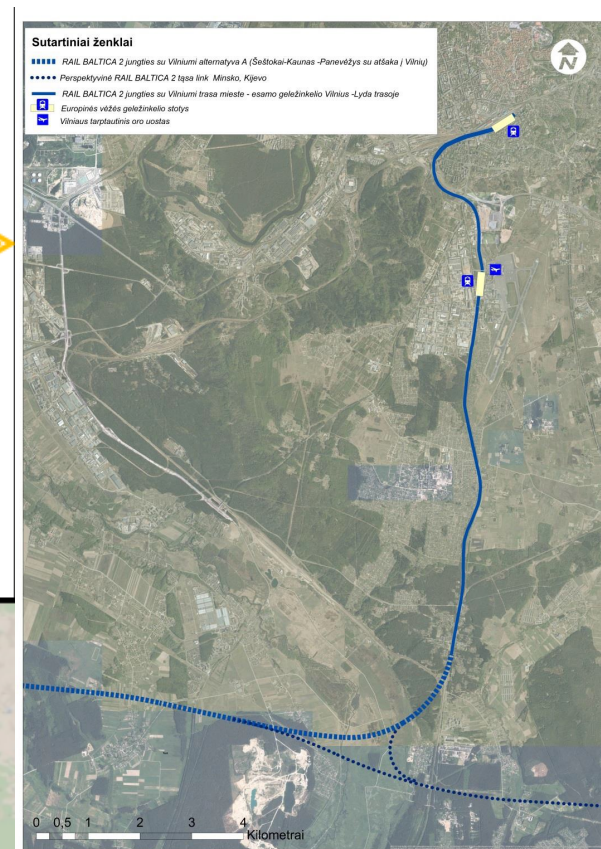 Sutartiniai ženklai
RAIL BALTICA 2 jungties su Vilniumi alternatyva A (Šeštokai-Kaunas -Panevėžys su atšaka į Vilnių)
Perspektyvinė RAIL BALTICA 2 tąsa link Minsko, Kijevo
RAIL BALTICA 2 jungties su Vilniumi trasa mieste - esamo geležinkelio Vilnius -Lyda trasoje
Europinės vėžės geležinkelio stotys
Vilniaus tarptautinis oro uostas
N
0 0,5 1 2 3 4
Kilometrai